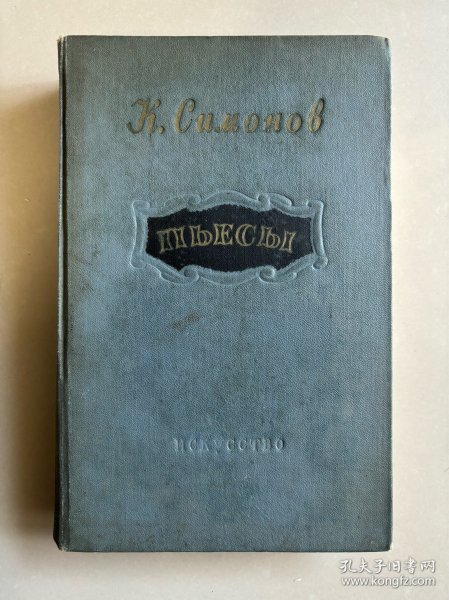 К. Симонов
ПЬЕСЫ
ИСКУССТВО
孔夫子旧书网
www.kongfz.com